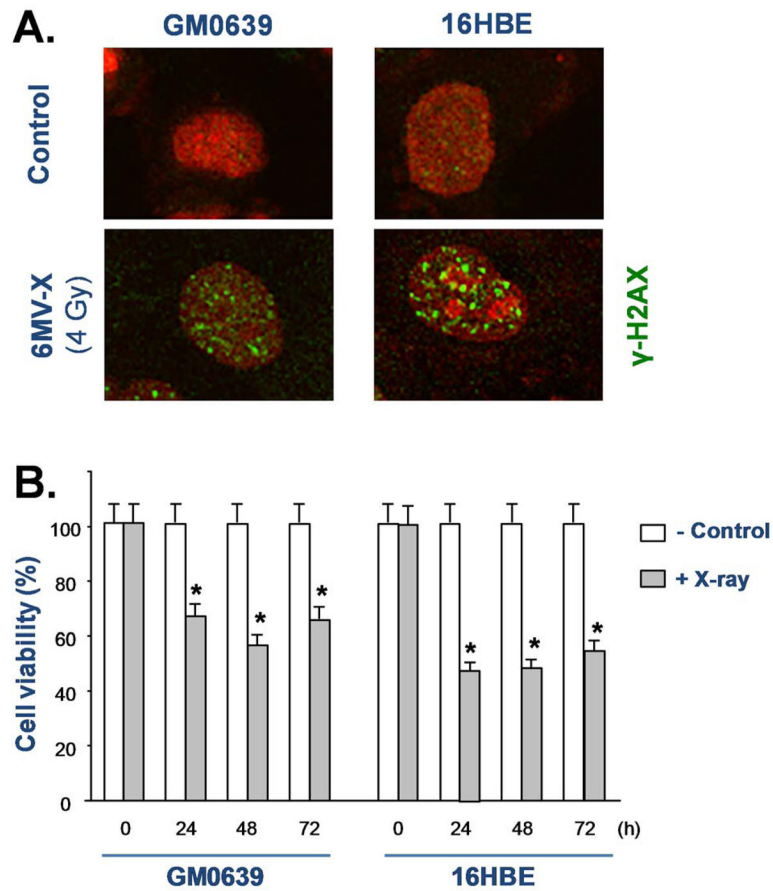 A.
GM0639
16HBE
Control
6MV-X
(4 Gy)
γ-H2AX
B.
Cell viability (%)
100
80
60
40
20
0
*
*
*
*
*
*
- Control
+ X-ray
0 24 48 72 0 24 48 72 (h)
GM0639 16HBE